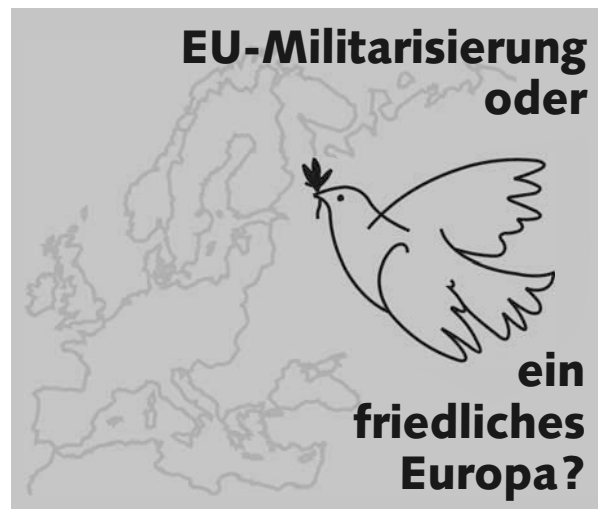 EU-Militarisierung
oder
ein
friedliches
Europa?